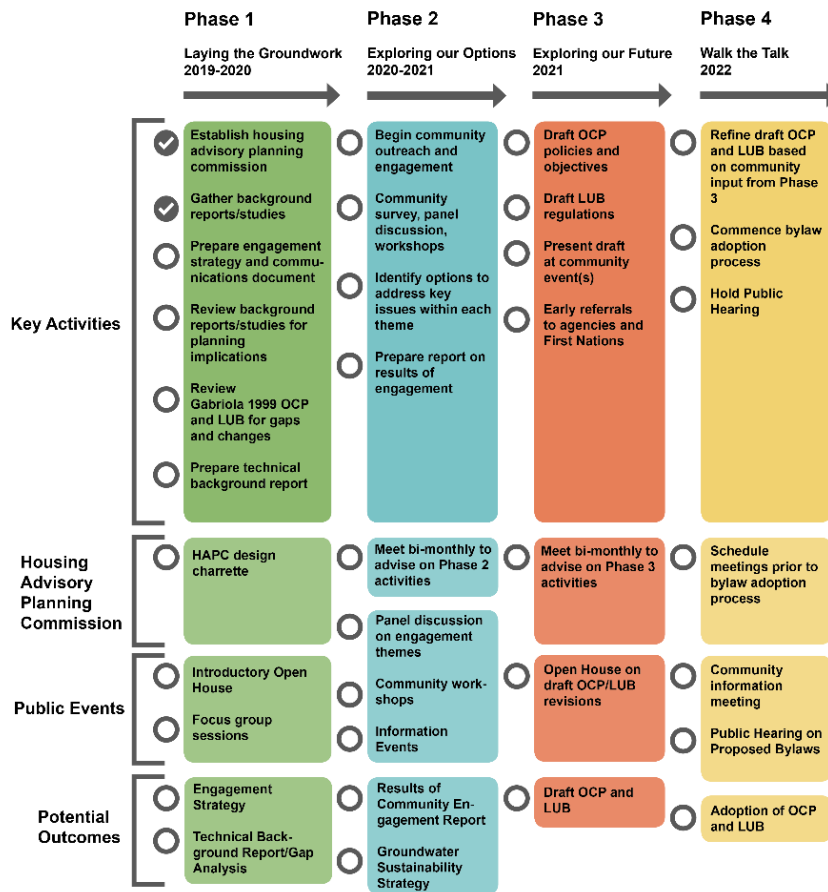 Phase 1
Laying the Groundwork
2019-2020
Phase 2
Exploring our Options
2020-2021
Phase 3
Exploring our Future
2021
Phase 4
Walk the Talk
2022
Key Activities
Establish housing
advisory planning
commission
Gather background
reports/studies
Prepare engagement
strategy and commu-
nications document
Review background
reports/studies for
planning
implications
Review
Gabriola 1999 OCP
and LUB for gaps
and changes
Prepare technical
background report
Begin community
outreach and
engagement
Community
survey, panel
discussion,
workshops
Identify options to
address key
issues within each
theme
Prepare report on
results of
engagement
Draft OCP
policies and
objectives
Draft LUB
regulations
Present draft
at community
event(s)
Early referrals
to agencies and
First Nations
Refine draft OCP
and LUB based
on community
input from Phase
3
Commence bylaw
adoption
process
Hold Public
Hearing
Housing
Advisory
Planning
Commission
HAPC design
charrette
Meet bi-monthly to
advise on Phase 2
activities
Meet bi-monthly to
advise on Phase 3
activities
Schedule
meetings prior to
bylaw adoption
process
Public Events
Introductory Open
House
Focus group
sessions
Panel discussion
on engagement
themes
Community work-
shops
Information
Events
Open House on
draft OCP/LUB
revisions
Community
information
meeting
Public Hearing on
Proposed Bylaws
Potential
Outcomes
Engagement
Strategy
Technical Back-
ground Report/Gap
Analysis
Results of
Community En-
gagement Report
Groundwater
Sustainability
Strategy
Draft OCP and
LUB
Adoption of OCP
and LUB